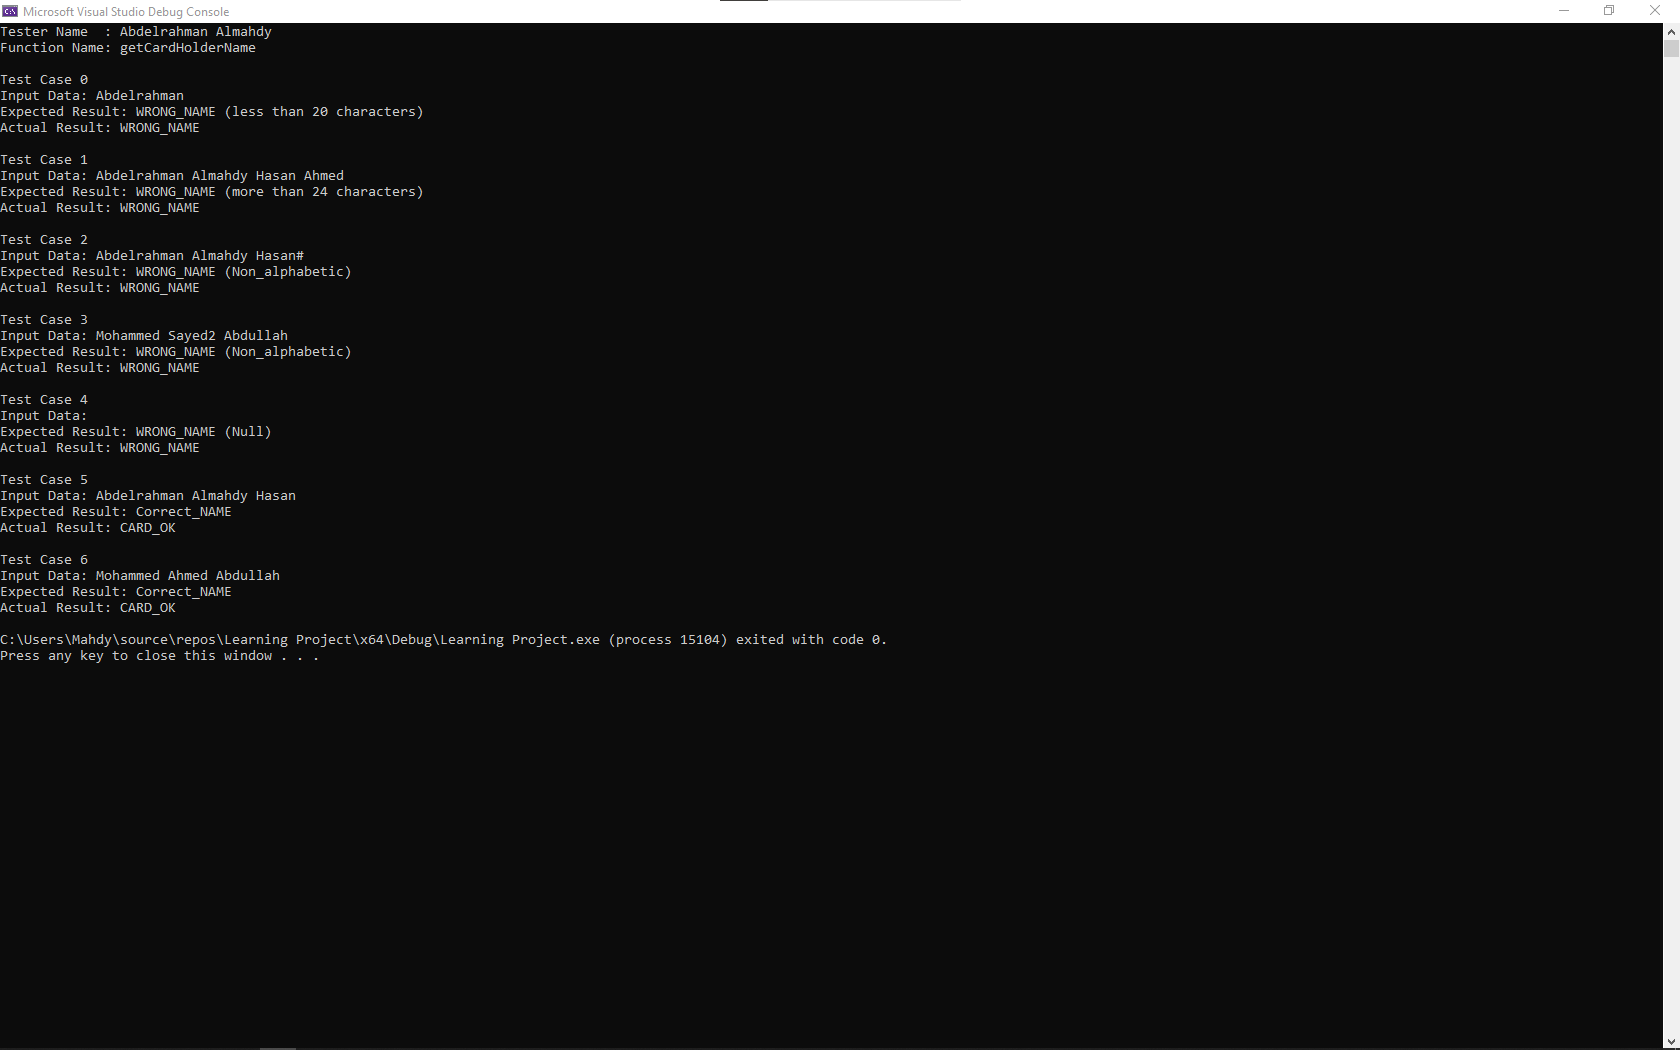 Microsoft Visual Studio Debug Console
Tester Name  : Abdelrahman Almahdy
Function Name: getCardHolderName
Test Case 0
Input Data: Abdelrahman
Expected Result: WRONG_NAME (less than 20 characters)
Actual Result: WRONG_NAME
Test Case 1
Input Data: Abdelrahman Almahdy Hasan Ahmed
Expected Result: WRONG_NAME (more than 24 characters)
Actual Result: WRONG_NAME
Test Case 2
Input Data: Abdelrahman Almahdy Hasan#
Expected Result: WRONG_NAME (Non_alphabetic)
Actual Result: WRONG_NAME
Test Case 3
Input Data: Mohammed Sayed2 Abdullah
Expected Result: WRONG_NAME (Non_alphabetic)
Actual Result: WRONG_NAME
Test Case 4
Input Data:
Expected Result: WRONG_NAME (Null)
Actual Result: WRONG_NAME
Test Case 5
Input Data: Abdelrahman Almahdy Hasan
Expected Result: Correct_NAME
Actual Result: CARD_OK
Test Case 6
Input Data: Mohammed Ahmed Abdullah
Expected Result: Correct_NAME
Actual Result: CARD_OK
C:\Users\Mahdy\source\repos\Learning Project\x64\Debug\Learning Project.exe (process 15104) exited with code 0.
Press any key to close this window . . .